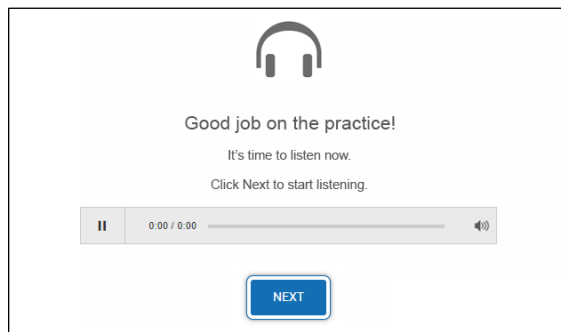 Good job on the practice!
It's time to listen now.
Click Next to start listening.
0:00 / 0:00
NEXT